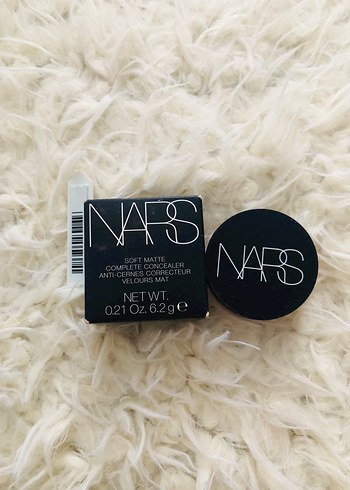 NARS
SOFT MATTE
COMPLETE CONCEALER
ANTI-CERNES CORRECTEUR
VELOURS MAT
NET WT.
0.21 Oz. 6.2 g ℮
NARS